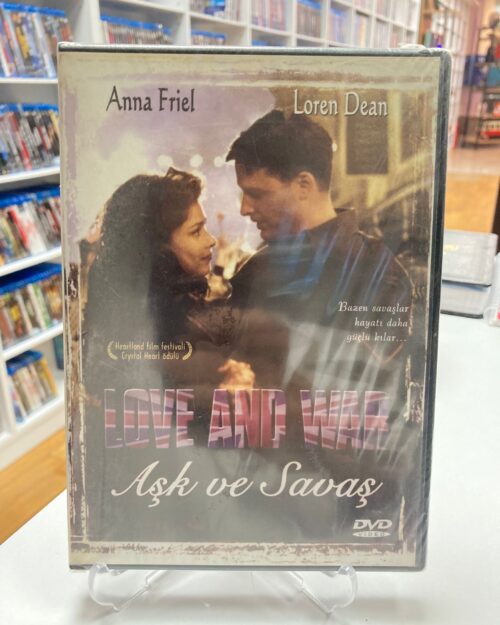 Anna Friel
Loren Dean
Bazen savaşlar
hayatı daha
güçlü kılar...
Heartland film festivali
Crystal Heart ödülü
LOVE AND WAR
Aşk ve Savaş
DVD
VIDEO